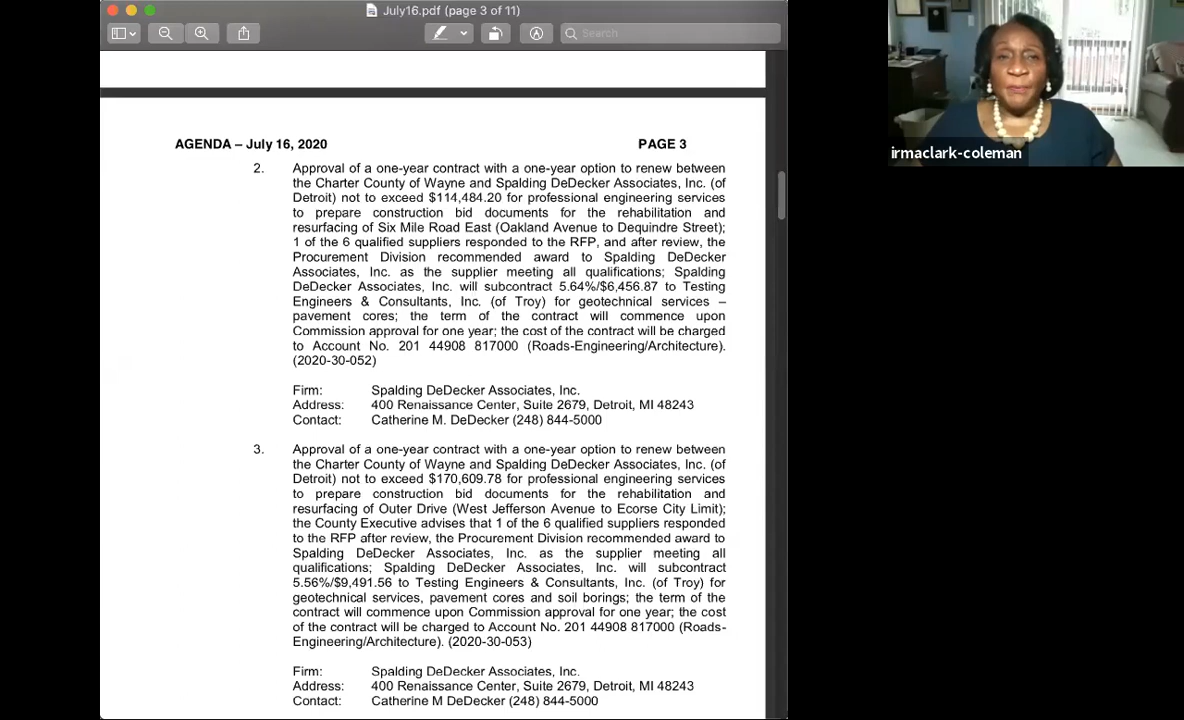 July16.pdf (page 3 of 11)
Search
irmaclark-coleman
AGENDA – July 16, 2020 PAGE 3
2. Approval of a one-year contract with a one-year option to renew between
the Charter County of Wayne and Spalding DeDecker Associates, Inc. (of
Detroit) not to exceed $114,484.20 for professional engineering services
to prepare construction bid documents for the rehabilitation and
resurfacing of Six Mile Road East (Oakland Avenue to Dequindre Street);
1 of the 6 qualified suppliers responded to the RFP, and after review, the
Procurement Division recommended award to Spalding DeDecker
Associates, Inc. as the supplier meeting all qualifications; Spalding
DeDecker Associates, Inc. will subcontract 5.64%/$6,456.87 to Testing
Engineers & Consultants, Inc. (of Troy) for geotechnical services –
pavement cores; the term of the contract will commence upon
Commission approval for one year; the cost of the contract will be charged
to Account No. 201 44908 817000 (Roads-Engineering/Architecture).
(2020-30-052)
Firm: Spalding DeDecker Associates, Inc.
Address: 400 Renaissance Center, Suite 2679, Detroit, MI 48243
Contact: Catherine M. DeDecker (248) 844-5000
3. Approval of a one-year contract with a one-year option to renew between
the Charter County of Wayne and Spalding DeDecker Associates, Inc. (of
Detroit) not to exceed $170,609.78 for professional engineering services
to prepare construction bid documents for the rehabilitation and
resurfacing of Outer Drive (West Jefferson Avenue to Ecorse City Limit);
the County Executive advises that 1 of the 6 qualified suppliers responded
to the RFP after review, the Procurement Division recommended award to
Spalding DeDecker Associates, Inc. as the supplier meeting all
qualifications; Spalding DeDecker Associates, Inc. will subcontract
5.56%/$9,491.56 to Testing Engineers & Consultants, Inc. (of Troy) for
geotechnical services, pavement cores and soil borings; the term of the
contract will commence upon Commission approval for one year; the cost
of the contract will be charged to Account No. 201 44908 817000 (Roads-
Engineering/Architecture). (2020-30-053)
Firm: Spalding DeDecker Associates, Inc.
Address: 400 Renaissance Center, Suite 2679, Detroit, MI 48243
Contact: Catherine M DeDecker (248) 844-5000